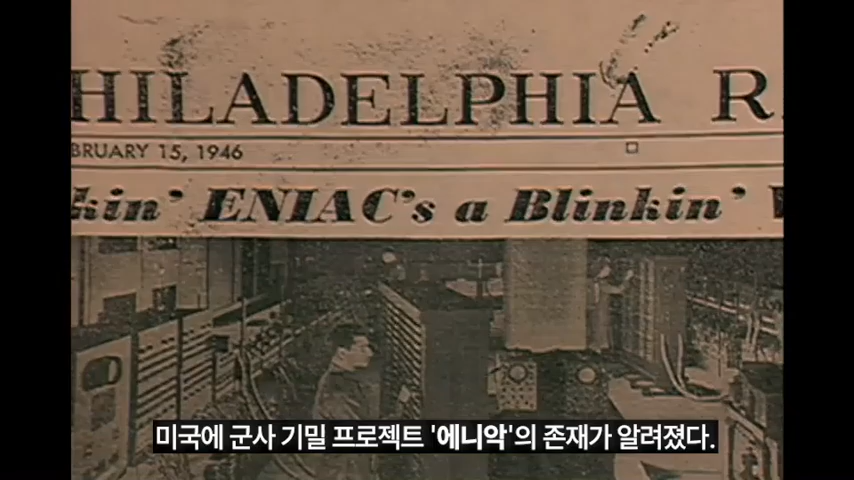 HILADELPHIA R
BRUARY 15, 1946
kin' ENIAC's a Blinkin'
미국에 군사 기밀 프로젝트 '에니악'의 존재가 알려졌다.